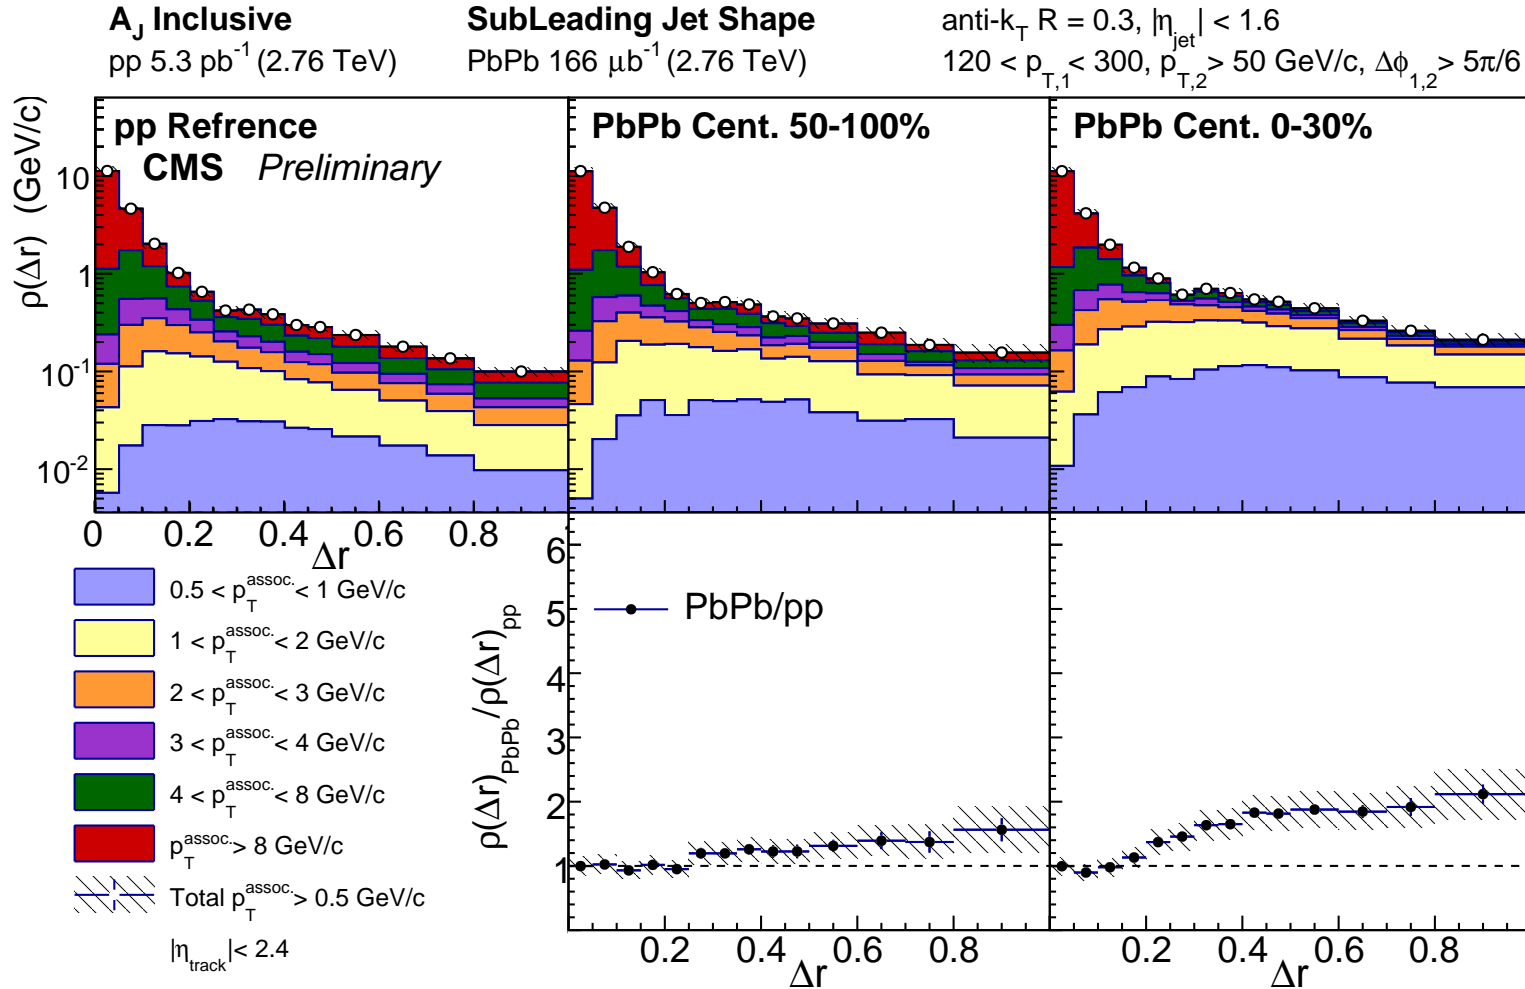 A_J Inclusive
SubLeading Jet Shape
anti-k_T R = 0.3, |η_jet| < 1.6
pp 5.3 pb⁻¹ (2.76 TeV)
PbPb 166 μb⁻¹ (2.76 TeV)
120 < p_T,1 < 300, p_T,2 > 50 GeV/c, Δϕ_1,2 > 5π/6
pp Refrence
CMS Preliminary
PbPb Cent. 50-100%
PbPb Cent. 0-30%
ρ(Δr) (GeV/c)
10
1
10⁻¹
10⁻²
0 0.2 0.4 0.6 0.8
Δr
0.5 < p_T^assoc. < 1 GeV/c
1 < p_T^assoc. < 2 GeV/c
2 < p_T^assoc. < 3 GeV/c
3 < p_T^assoc. < 4 GeV/c
4 < p_T^assoc. < 8 GeV/c
p_T^assoc. > 8 GeV/c
Total p_T^assoc. > 0.5 GeV/c
|η_track| < 2.4
ρ(Δr)_PbPb/ρ(Δr)_pp
6
5
4
3
2
1
PbPb/pp
0.2 0.4 0.6 0.8
Δr
0.2 0.4 0.6 0.8
Δr